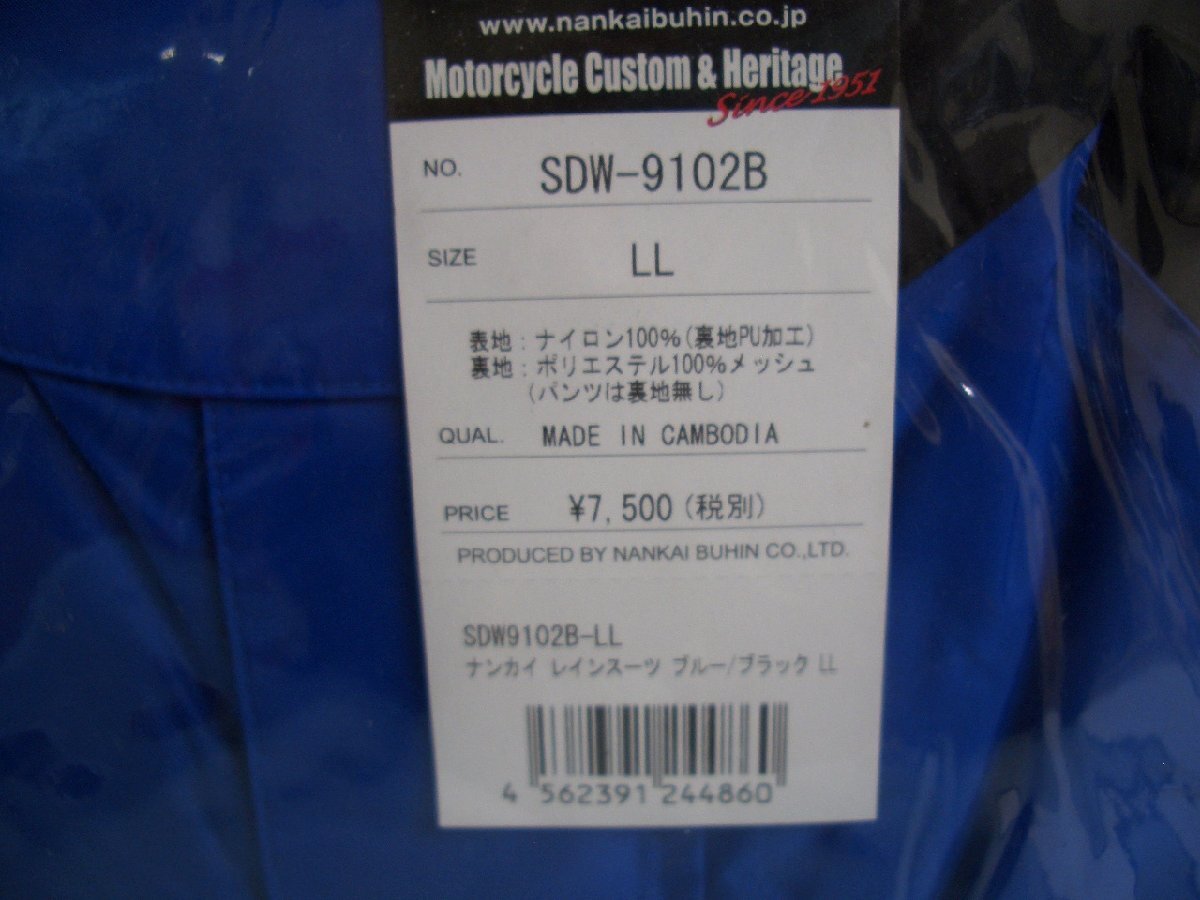 www.nankaibuhin.co.jp
Motorcycle Custom & Heritage
Since 1951
NO. SDW-9102B
SIZE LL
表地：ナイロン100%(裏地PU加工)
裏地：ポリエステル100%メッシュ
(パンツは裏地無し)
QUAL. MADE IN CAMBODIA
PRICE ¥7,500(税別)
PRODUCED BY NANKAI BUHIN CO.,LTD.
SDW9102B-LL
ナンカイ レインスーツ ブルー/ブラック LL
4 562391 244860